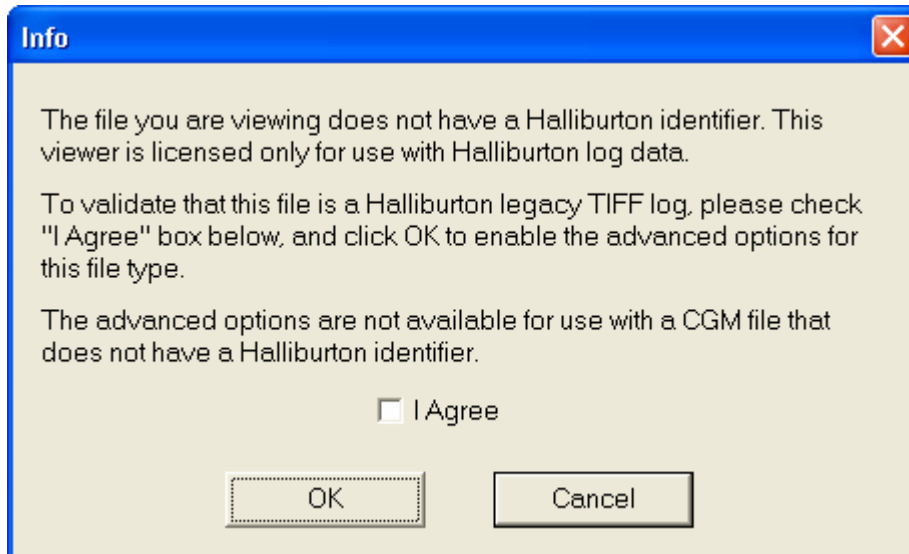 Info
The file you are viewing does not have a Halliburton identifier. This
viewer is licensed only for use with Halliburton log data.
To validate that this file is a Halliburton legacy TIFF log, please check
"I Agree" box below, and click OK to enable the advanced options for
this file type.
The advanced options are not available for use with a CGM file that
does not have a Halliburton identifier.
I Agree
OK
Cancel